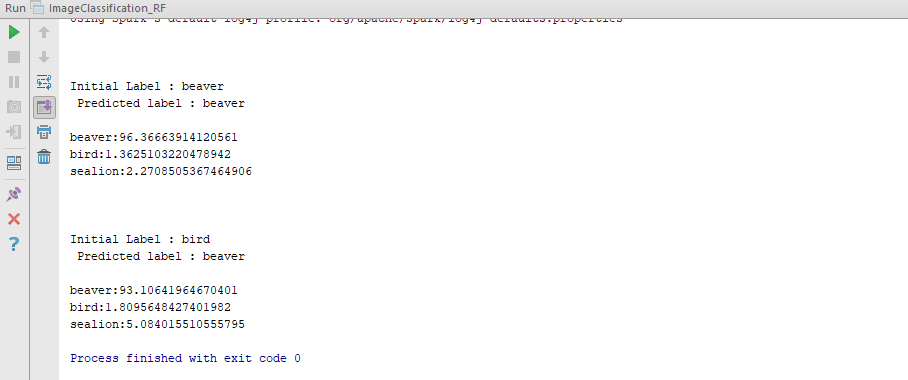 Run ImageClassification_RF
Using Spark's default log4j profile: org/apache/spark/log4j-defaults.properties
Initial Label : beaver
Predicted label : beaver
beaver:96.36663914120561
bird:1.3625103220478942
sealion:2.2708505367464906
Initial Label : bird
Predicted label : beaver
beaver:93.10641964670401
bird:1.8095648427401982
sealion:5.084015510555795
Process finished with exit code 0